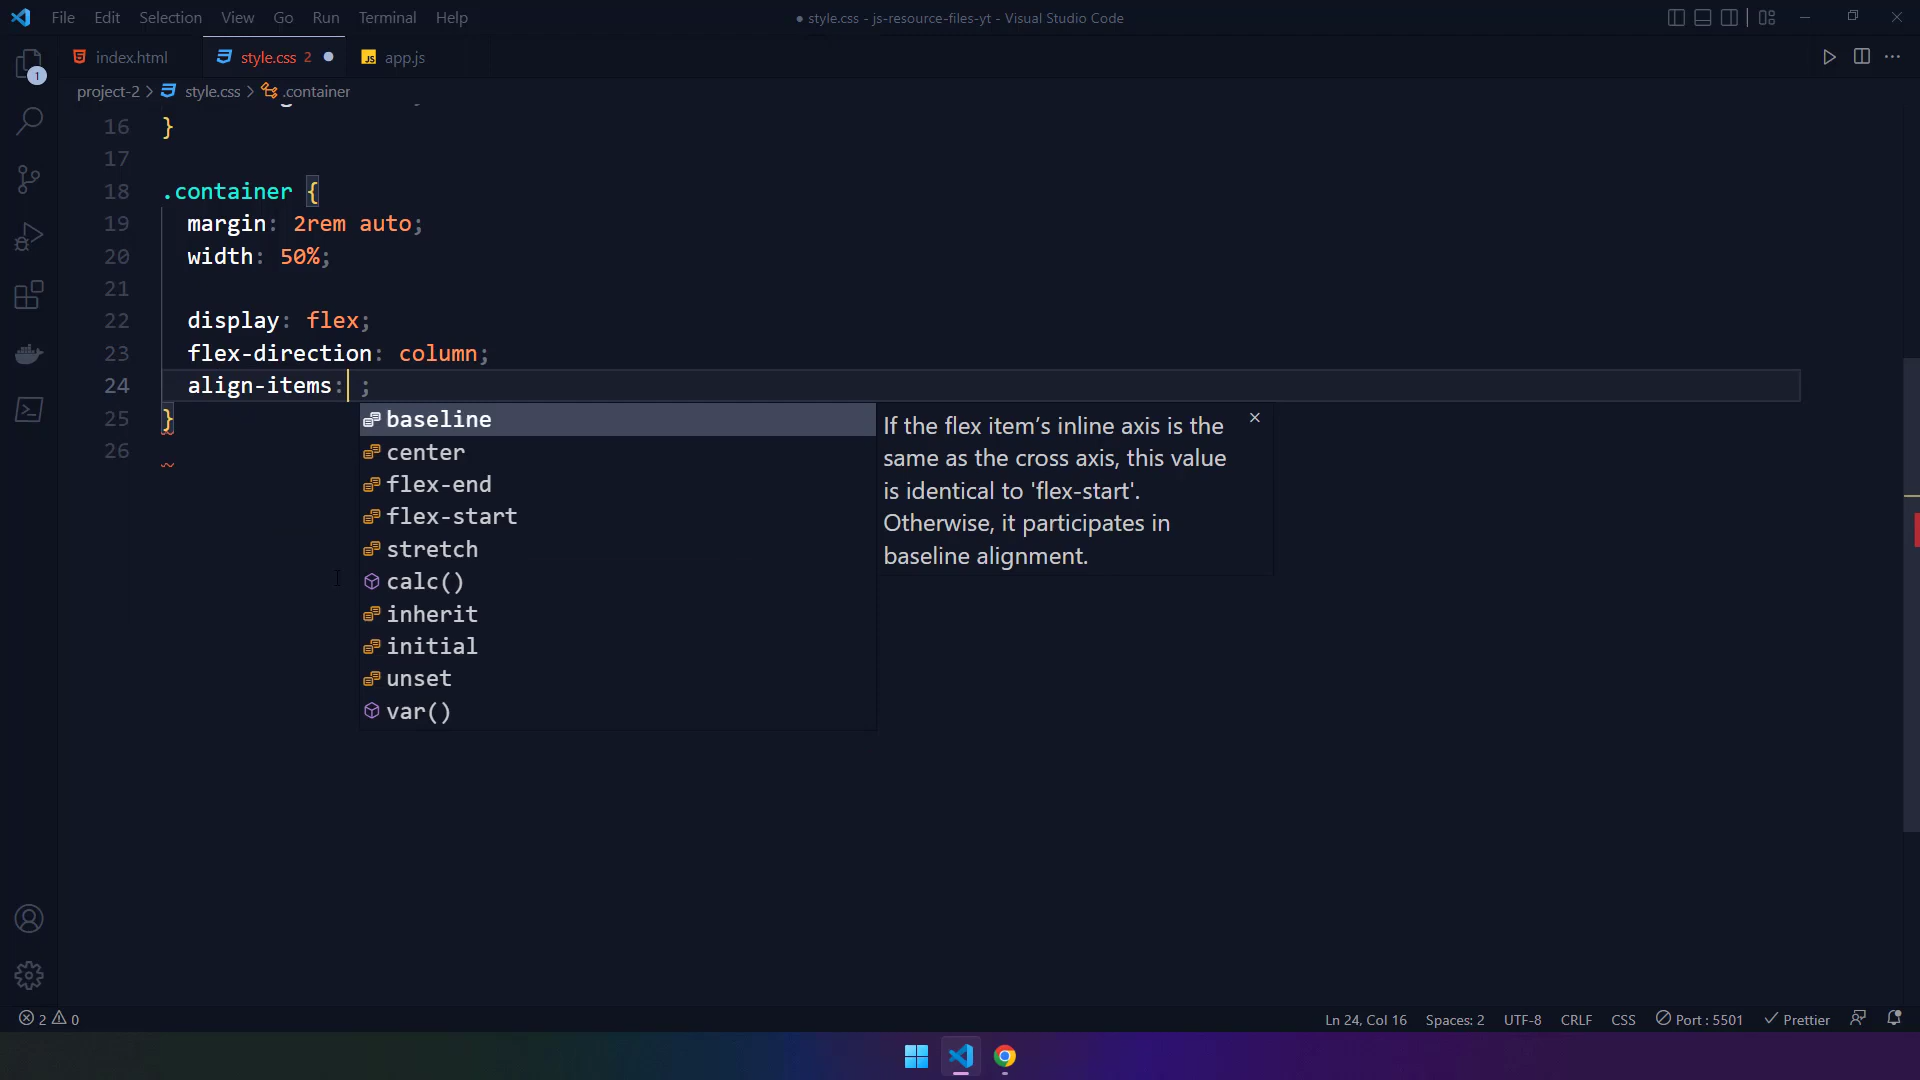 File Edit Selection View Go Run Terminal Help
● style.css - js-resource-files-yt - Visual Studio Code
index.html
style.css 2 ●
JS app.js
1
project-2 > style.css > .container
16 }
17
18 .container {
19 margin: 2rem auto;
20 width: 50%;
21
22 display: flex;
23 flex-direction: column;
24 align-items: ;
25 }
26
baseline
center
flex-end
flex-start
stretch
calc()
inherit
initial
unset
var()
If the flex item’s inline axis is the
same as the cross axis, this value
is identical to 'flex-start'.
Otherwise, it participates in
baseline alignment.
2 0
Ln 24, Col 16 Spaces: 2 UTF-8 CRLF CSS Port : 5501 Prettier